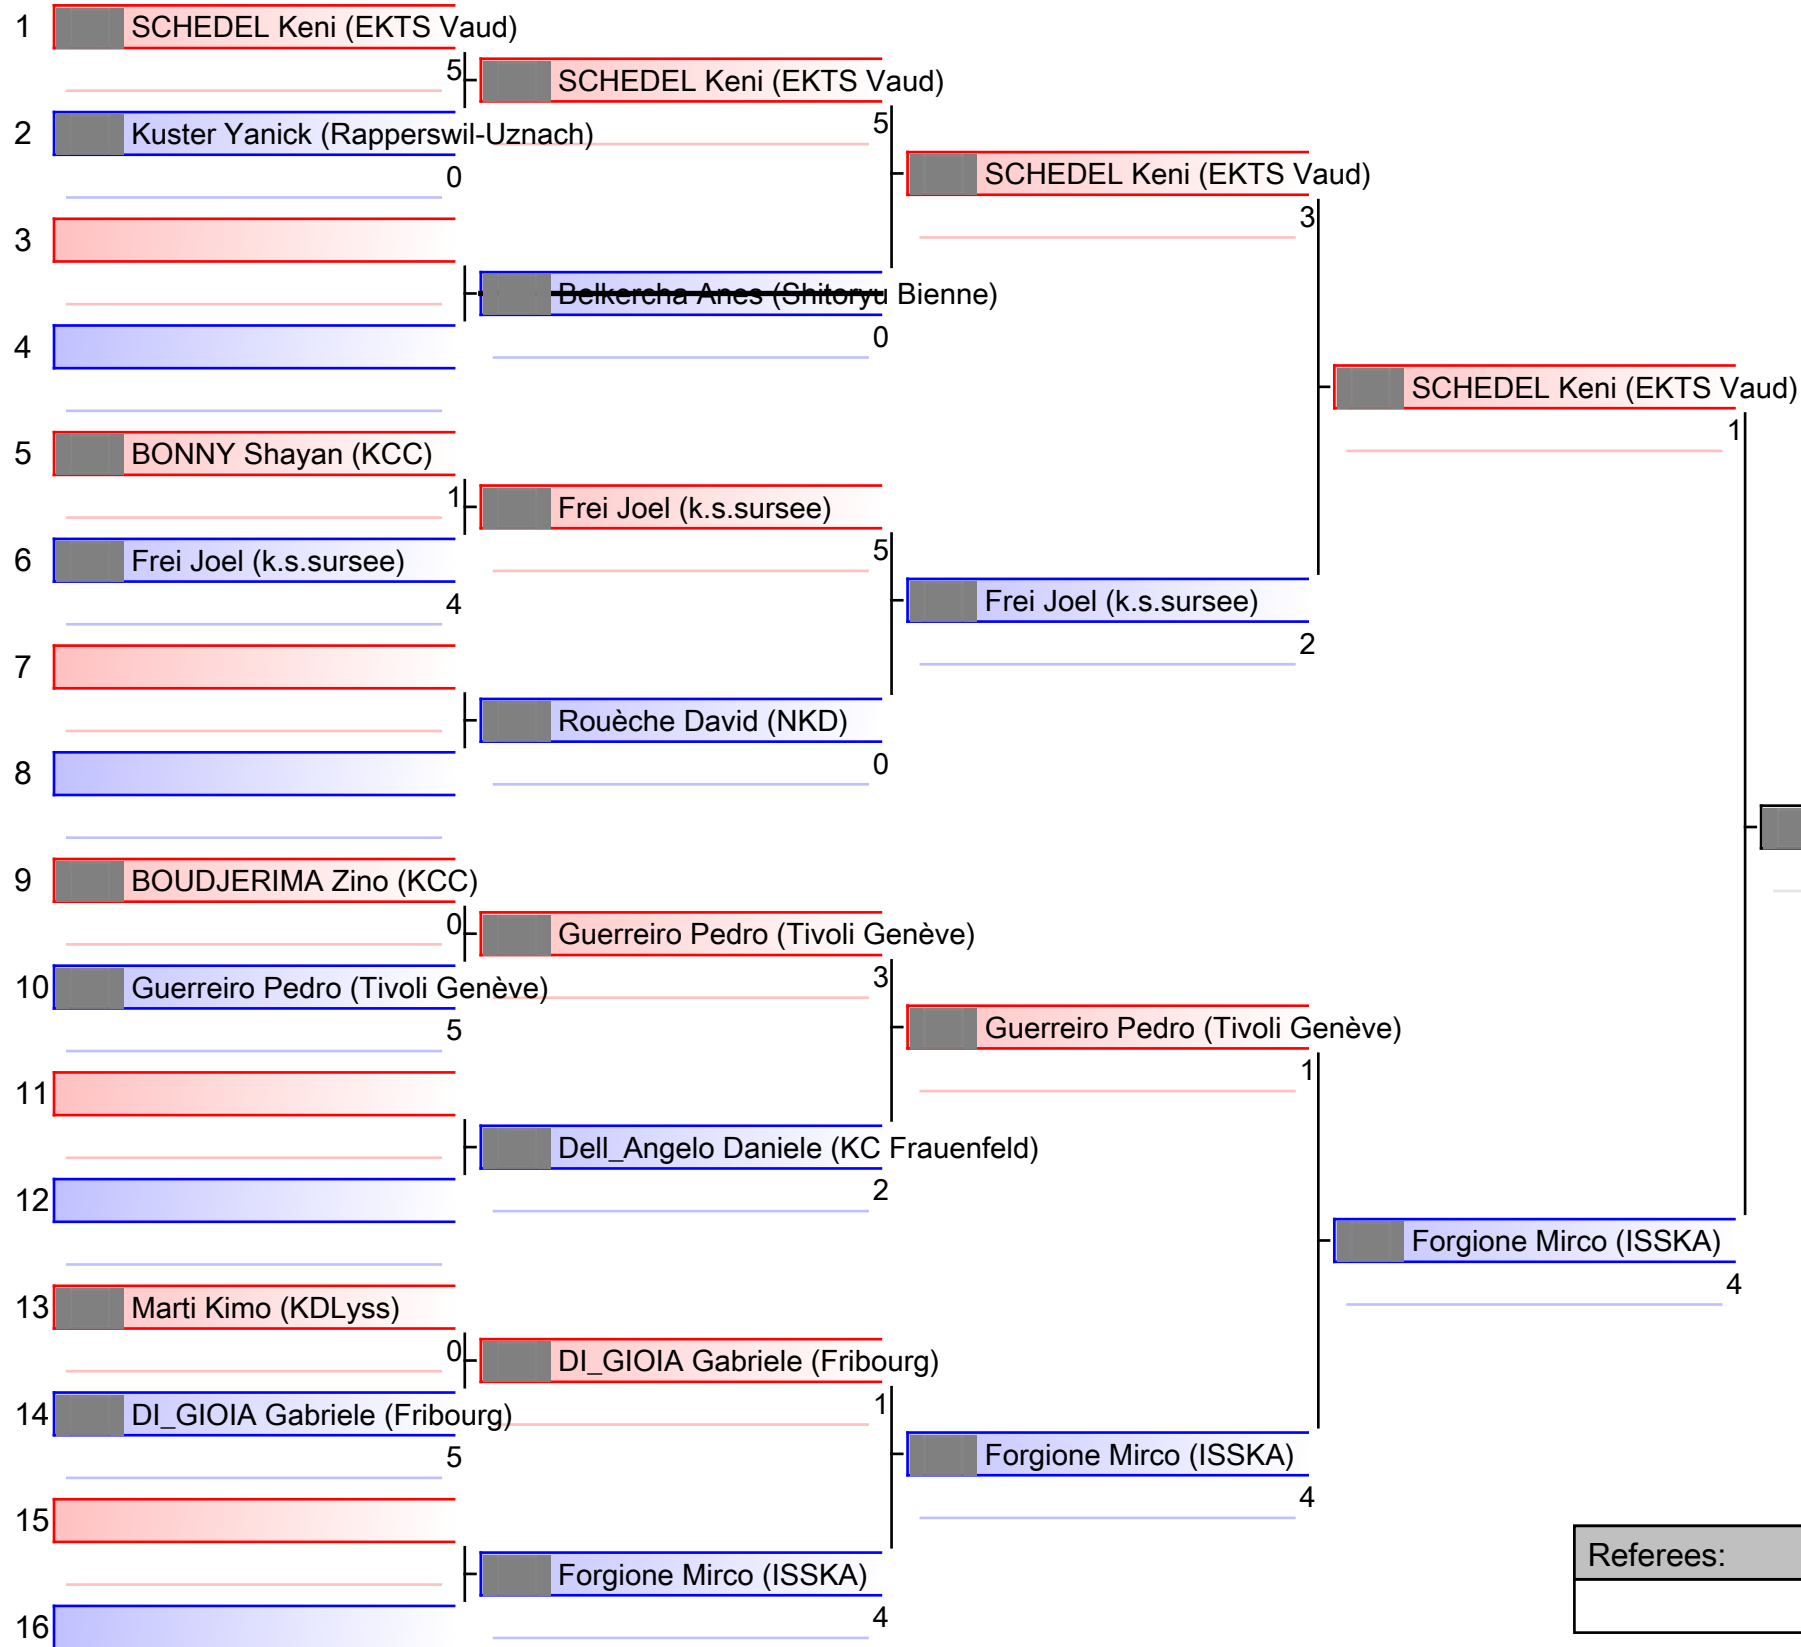 1 SCHEDEL Keni (EKTS Vaud)
5 SCHEDEL Keni (EKTS Vaud)
2 Kuster Yanick (Rapperswil-Uznach)
5
0
SCHEDEL Keni (EKTS Vaud)
3
3
Belkercha Anes (Shitoryu Bienne)
4
0
SCHEDEL Keni (EKTS Vaud)
1
5 BONNY Shayan (KCC)
1 Frei Joel (k.s.sursee)
6 Frei Joel (k.s.sursee)
5
4
Frei Joel (k.s.sursee)
2
7
Rouèche David (NKD)
8
0
9 BOUDJERIMA Zino (KCC)
0 Guerreiro Pedro (Tivoli Genève)
10 Guerreiro Pedro (Tivoli Genève)
3
5
Guerreiro Pedro (Tivoli Genève)
1
11
Dell_Angelo Daniele (KC Frauenfeld)
12
2
Forgione Mirco (ISSKA)
4
13 Marti Kimo (KDLyss)
0 DI_GIOIA Gabriele (Fribourg)
14 DI_GIOIA Gabriele (Fribourg)
1
5
Forgione Mirco (ISSKA)
4
15
Forgione Mirco (ISSKA)
16
4
Referees: